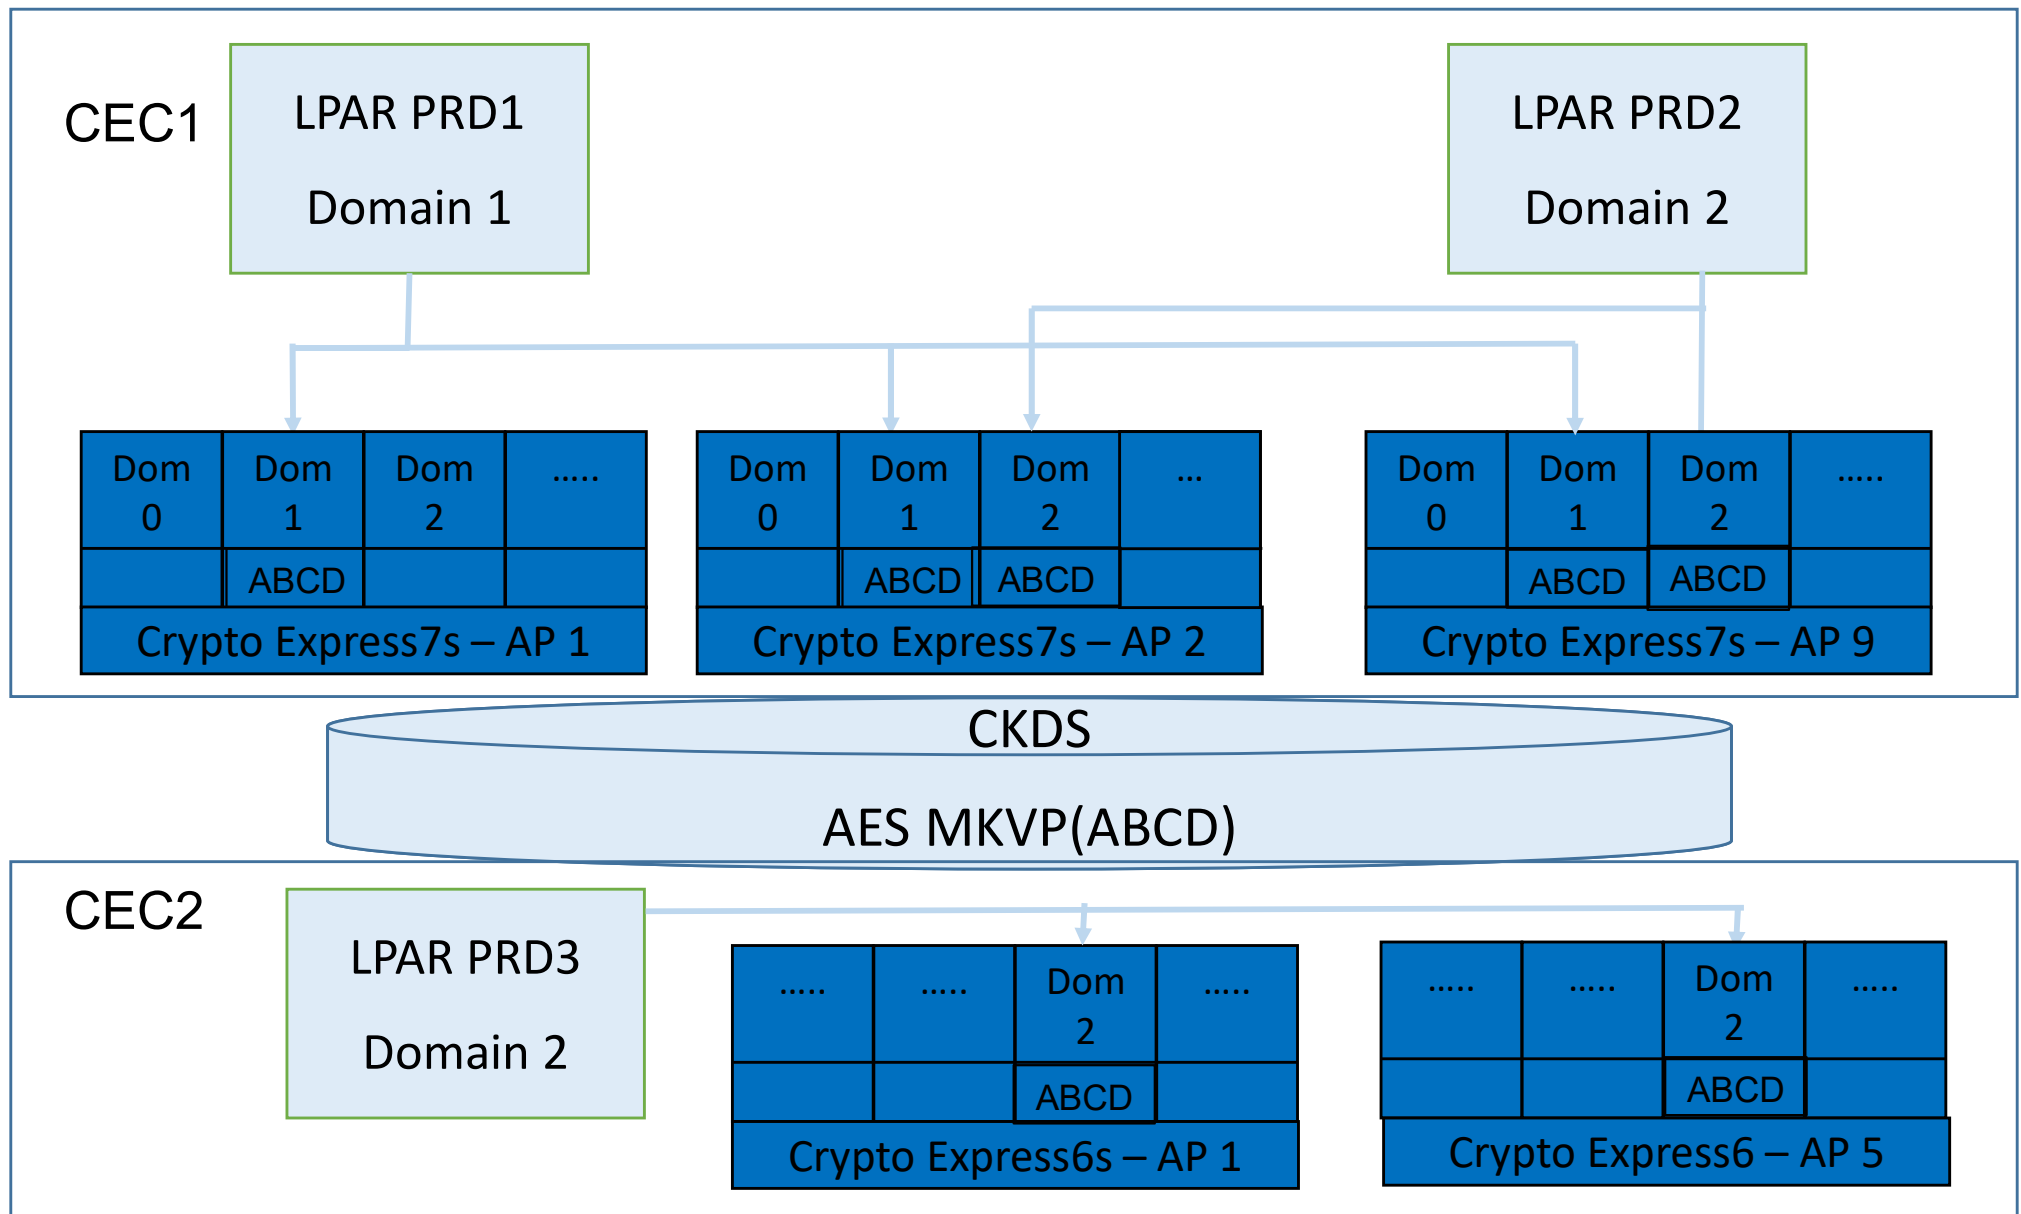 CEC1
LPAR PRD1
Domain 1
LPAR PRD2
Domain 2
Dom 0
Dom 1
Dom 2
.....
ABCD
Crypto Express7s – AP 1
Dom 0
Dom 1
Dom 2
...
ABCD
ABCD
Crypto Express7s – AP 2
Dom 0
Dom 1
Dom 2
.....
ABCD
ABCD
Crypto Express7s – AP 9
CKDS
AES MKVP(ABCD)
CEC2
LPAR PRD3
Domain 2
.....
.....
Dom 2
.....
ABCD
Crypto Express6s – AP 1
.....
.....
Dom 2
.....
ABCD
Crypto Express6 – AP 5